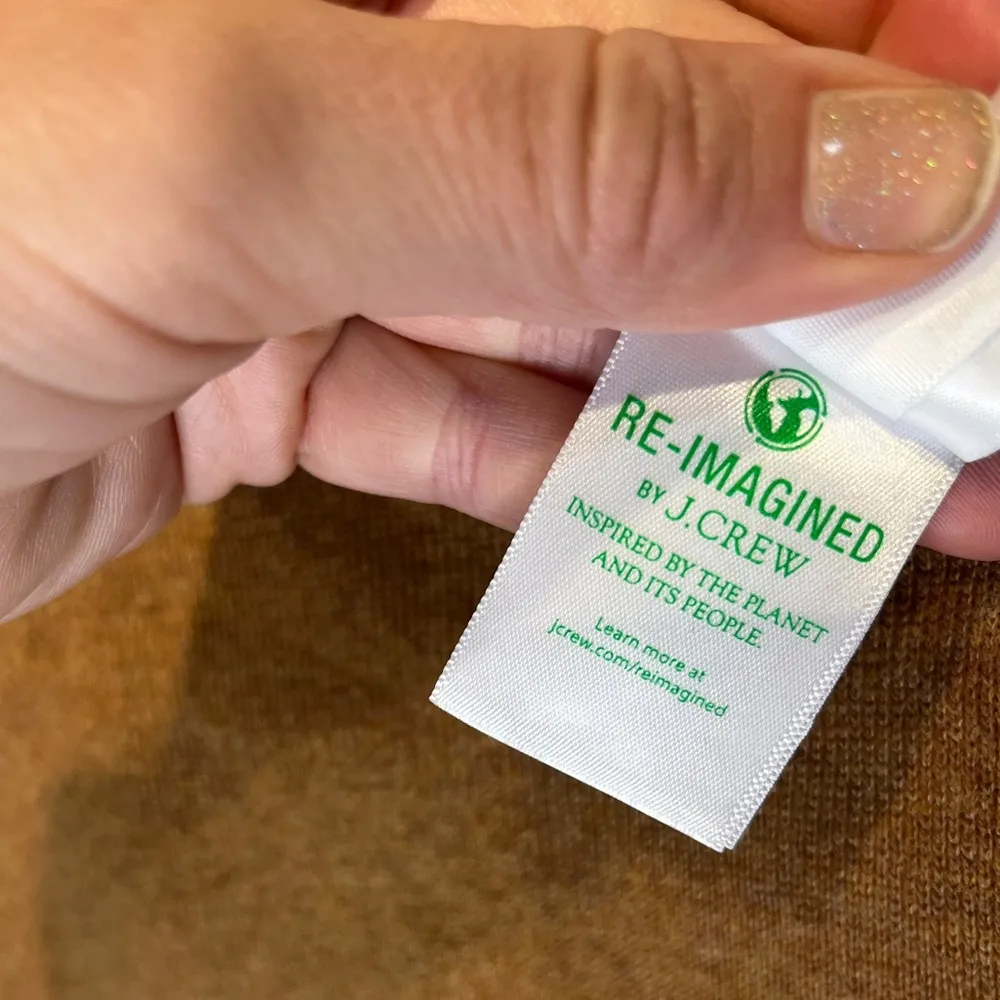 RE-IMAGINED
BY J.CREW
INSPIRED BY THE PLANET
AND ITS PEOPLE.
Learn more at
jcrew.com/reimagined